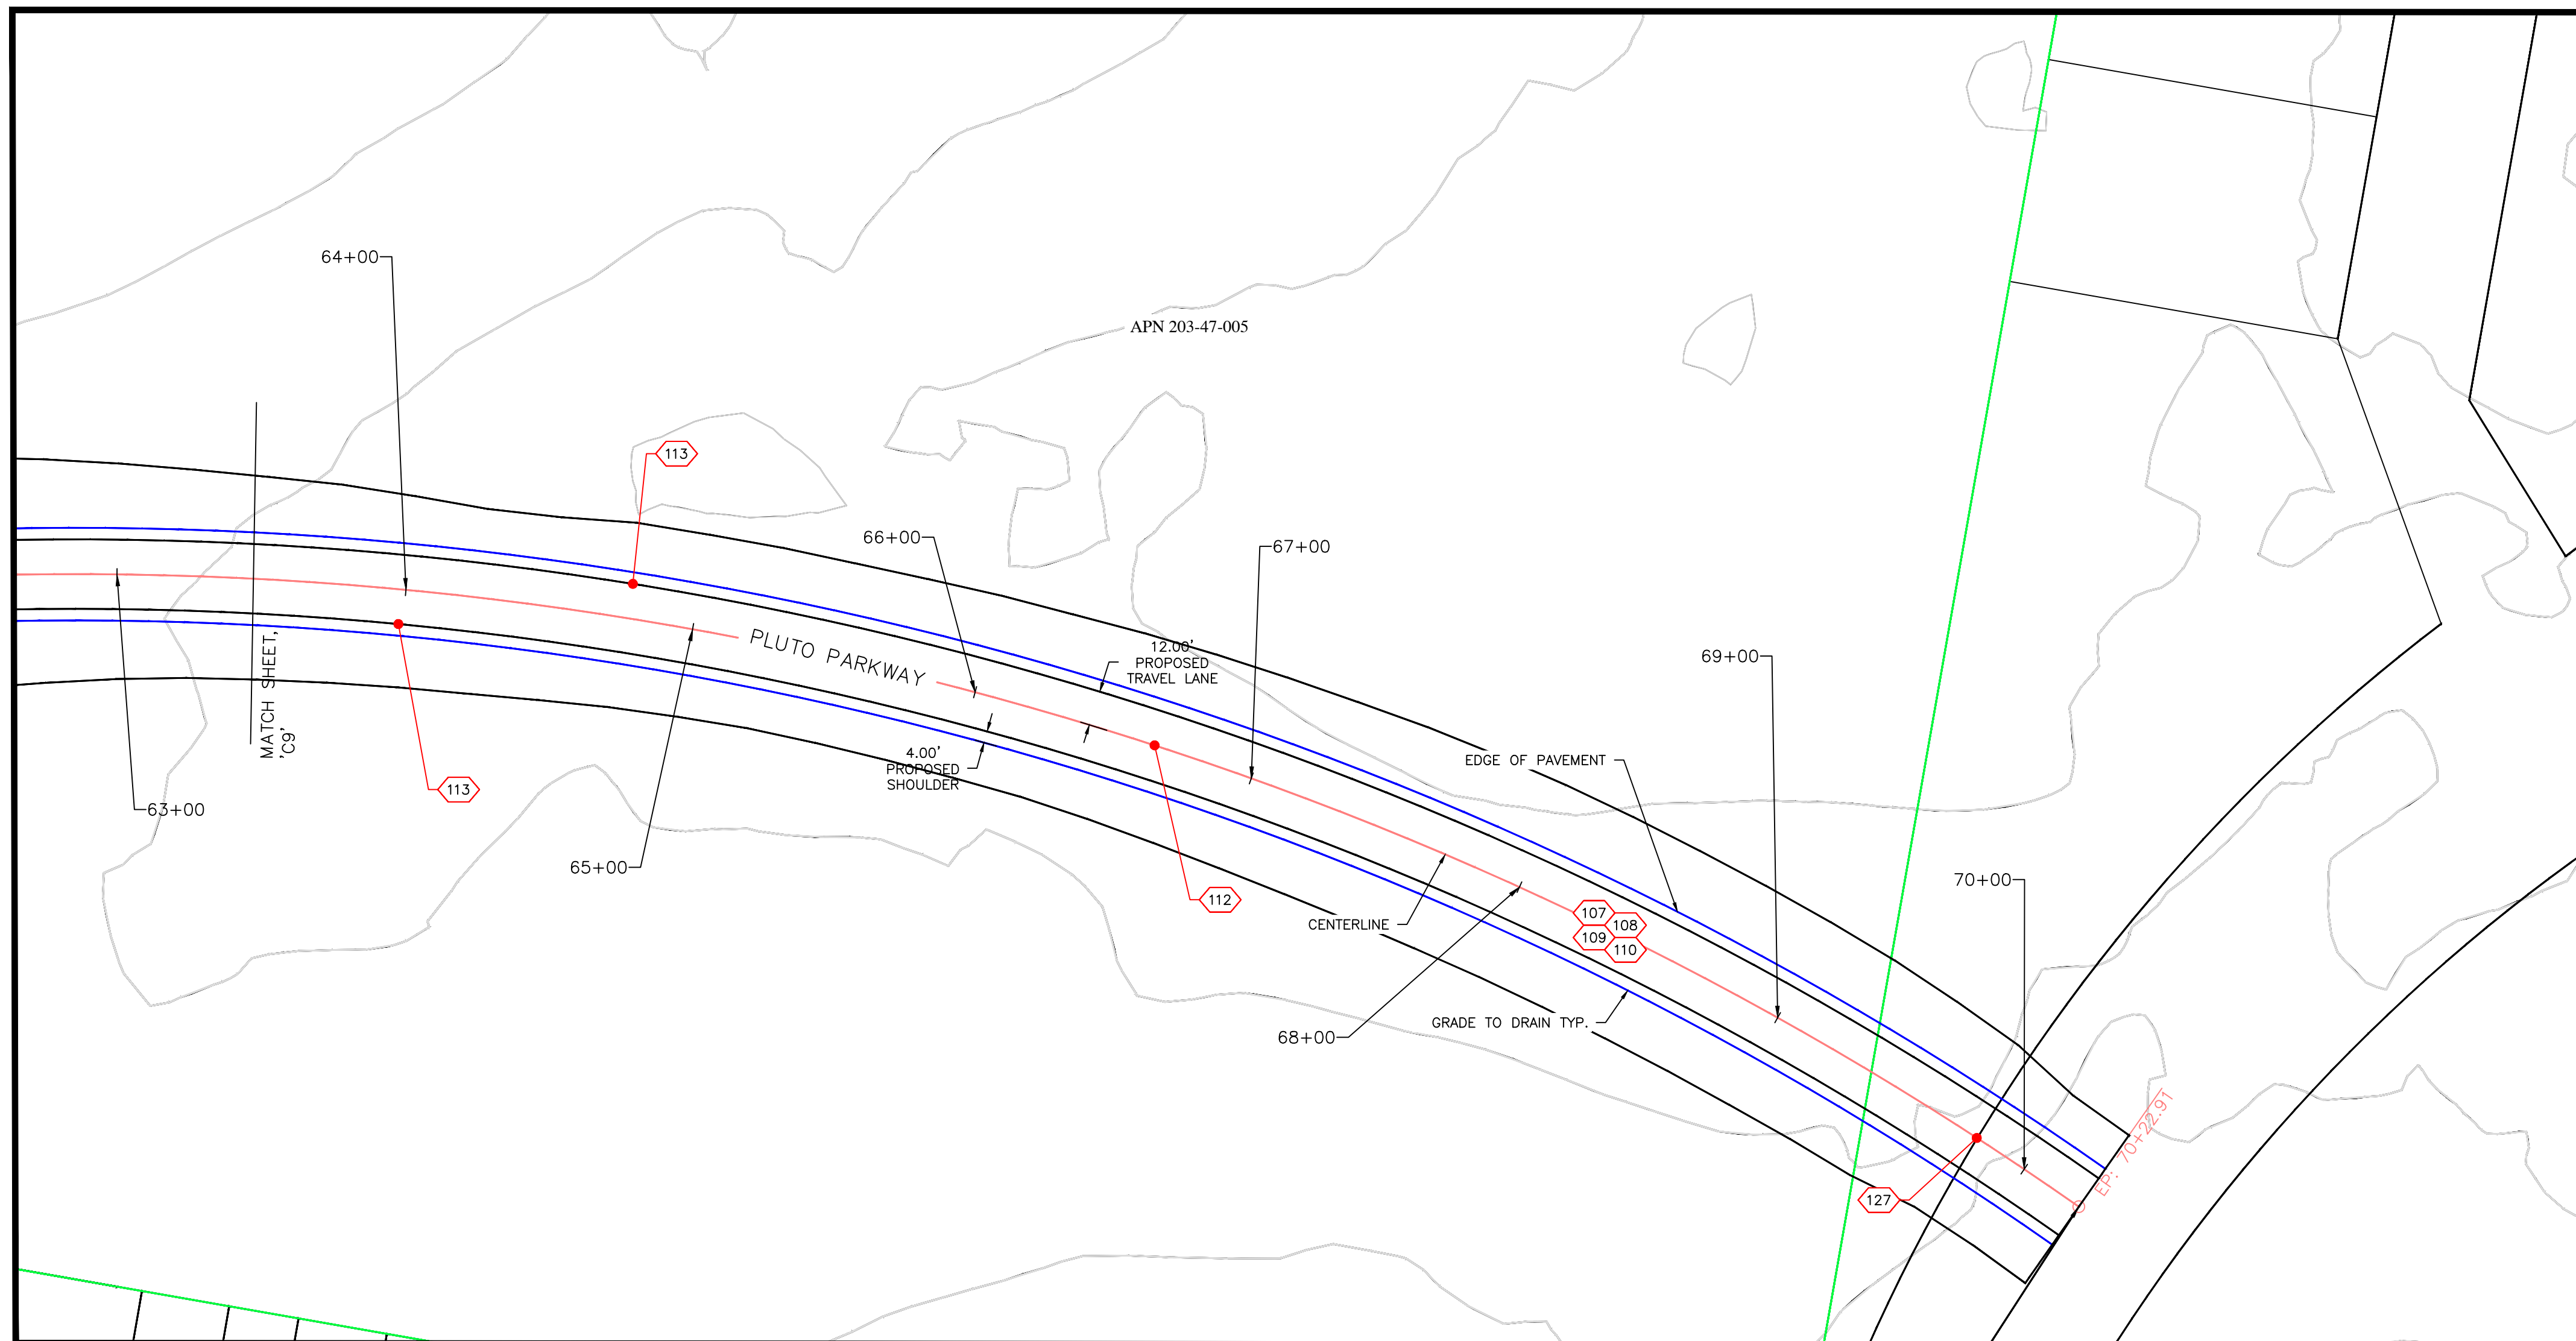 64+00
APN 203-47-005
113
66+00
67+00
PLUTO PARKWAY
12.00'
PROPOSED
TRAVEL LANE
69+00
MATCH SHEET,
'C9'
4.00'
PROPOSED
SHOULDER
EDGE OF PAVEMENT
113
63+00
65+00
112
70+00
CENTERLINE
107
108
109
110
GRADE TO DRAIN TYP.
68+00
EP: 70+22.91
127